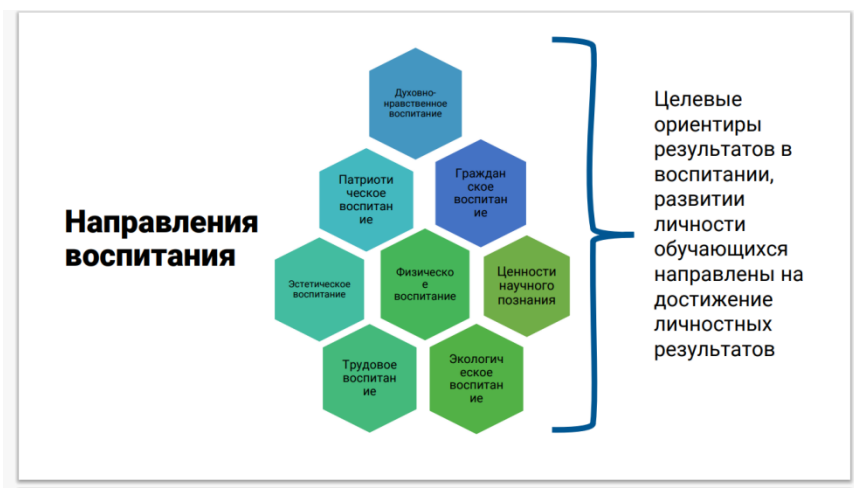 Направления
воспитания
Духовно-
нравственное
воспитание
Патриоти
ческое
воспитан
ие
Граждан
ское
воспитан
ие
Эстетическое
воспитание
Физическо
е
воспитание
Ценности
научного
познания
Трудовое
воспитан
ие
Экологич
еское
воспитан
ие
Целевые
ориентиры
результатов в
воспитании,
развитии
личности
обучающихся
направлены на
достижение
личностных
результатов